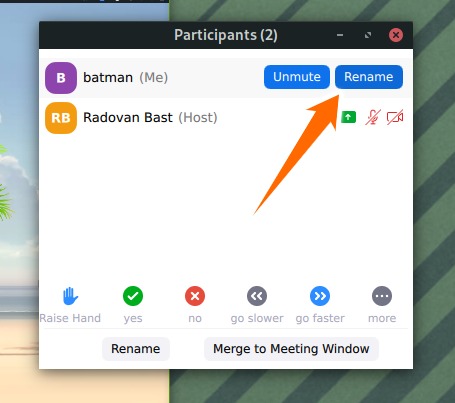 Participants (2)
B batman (Me) Unmute Rename
RB Radovan Bast (Host)
Raise Hand yes no go slower go faster more
Rename Merge to Meeting Window